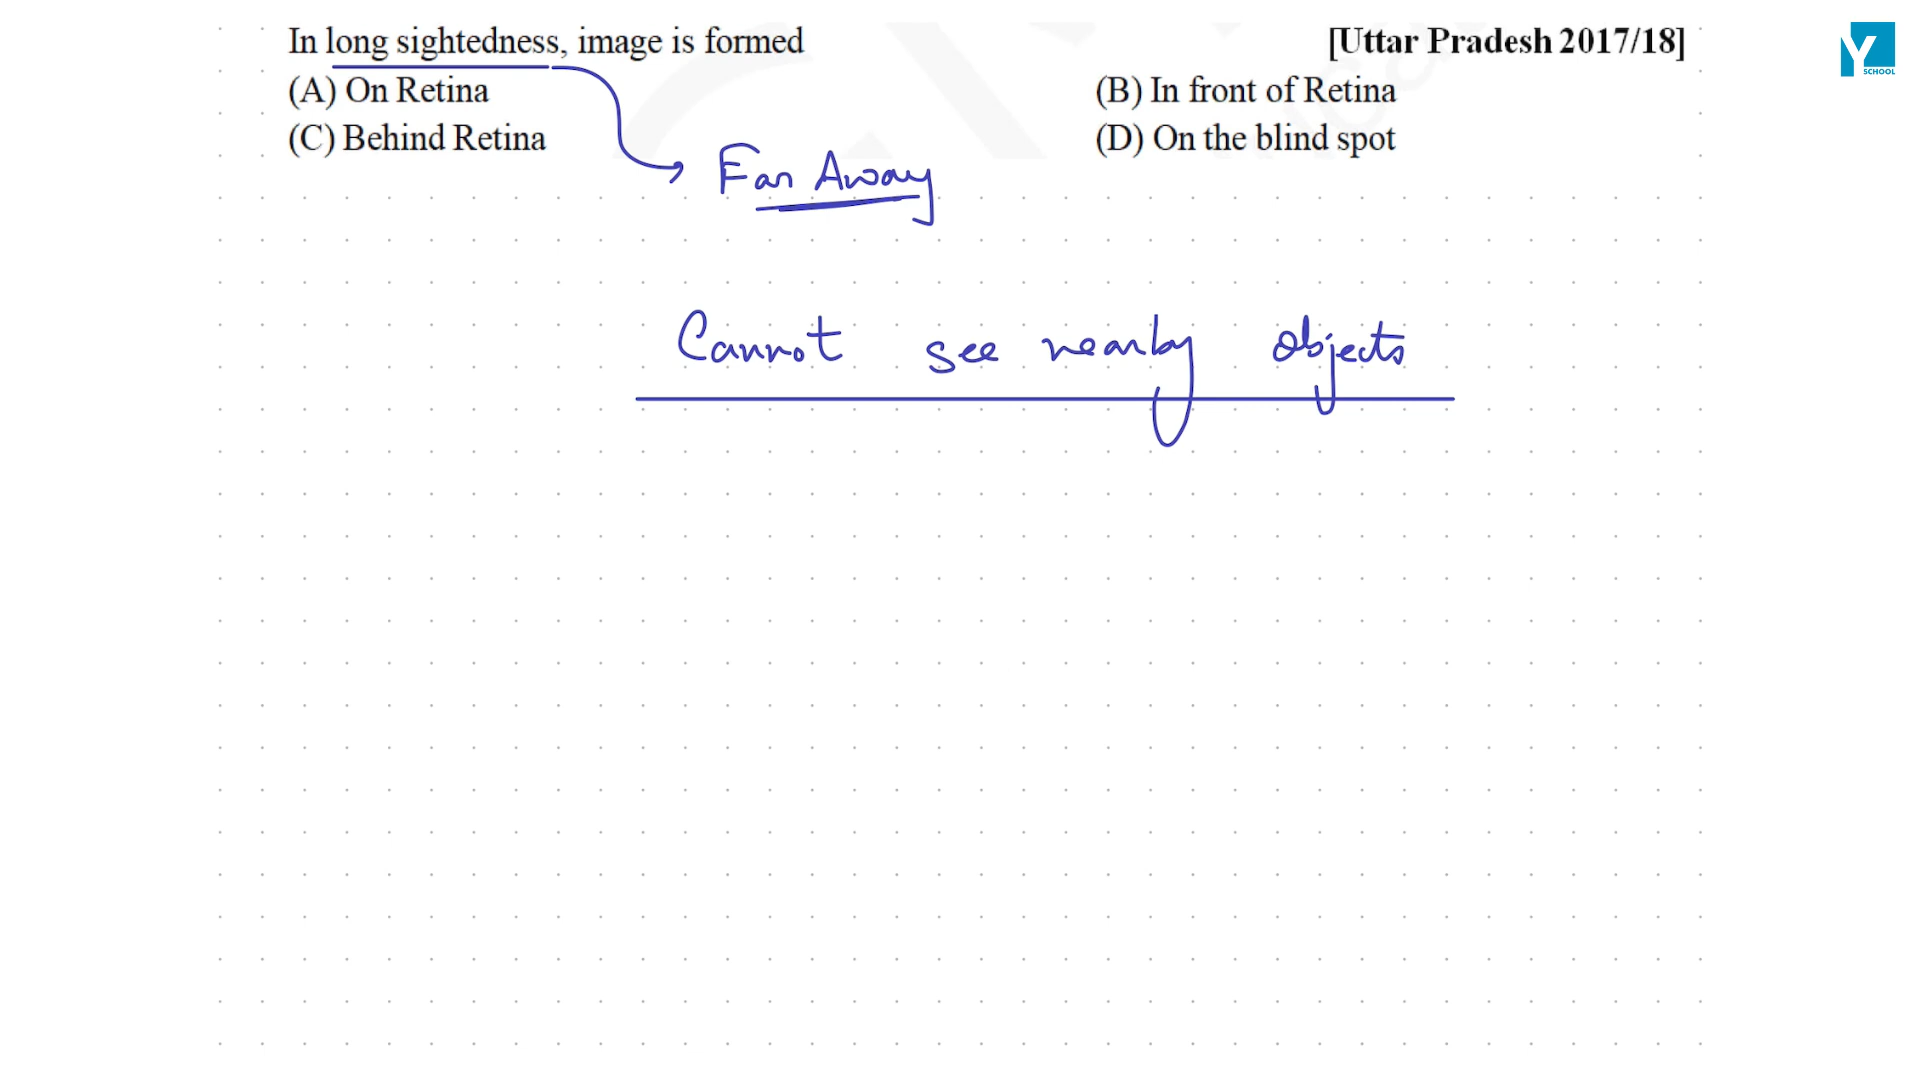 In long sightedness, image is formed [Uttar Pradesh 2017/18]
(A) On Retina (B) In front of Retina
(C) Behind Retina (D) On the blind spot
Far Away
Cannot see nearby objects
Y
SCHOOL